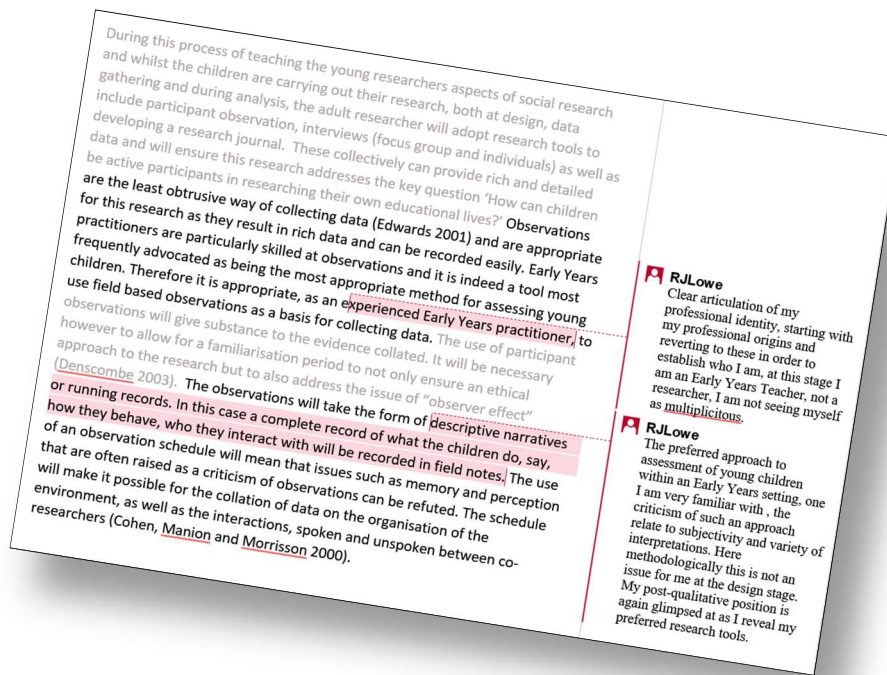 During this process of teaching the young researchers aspects of social research
and whilst the children are carrying out their research, both at design, data
gathering and during analysis, the adult researcher will adopt research tools to
include participant observation, interviews (focus group and individuals) as well as
developing a research journal. These collectively can provide rich and detailed
data and will ensure this research addresses the key question ‘How can children
be active participants in researching their own educational lives?’ Observations
are the least obtrusive way of collecting data (Edwards 2001) and are appropriate
for this research as they result in rich data and can be recorded easily. Early Years
practitioners are particularly skilled at observations and it is indeed a tool most
frequently advocated as being the most appropriate method for assessing young
children. Therefore it is appropriate, as an experienced Early Years practitioner, to
use field based observations as a basis for collecting data. The use of participant
observations will give substance to the evidence collated. It will be necessary
however to allow for a familiarisation period to not only ensure an ethical
approach to the research but to also address the issue of “observer effect”
(Denscombe 2003). The observations will take the form of descriptive narratives
or running records. In this case a complete record of what the children do, say,
how they behave, who they interact with will be recorded in field notes. The use
of an observation schedule will mean that issues such as memory and perception
that are often raised as a criticism of observations can be refuted. The schedule
will make it possible for the collation of data on the organisation of the
environment, as well as the interactions, spoken and unspoken between co-
researchers (Cohen, Manion and Morrisson 2000).
RJLowe
Clear articulation of my
professional identity, starting with
my professional origins and
reverting to these in order to
establish who I am, at this stage I
am an Early Years Teacher, not a
researcher, I am not seeing myself
as multiplicitous.
RJLowe
The preferred approach to
assessment of young children
within an Early Years setting, one
I am very familiar with , the
criticism of such an approach
relate to subjectivity and variety of
interpretations. Here
methodologically this is not an
issue for me at the design stage.
My post-qualitative position is
again glimpsed at as I reveal my
preferred research tools.